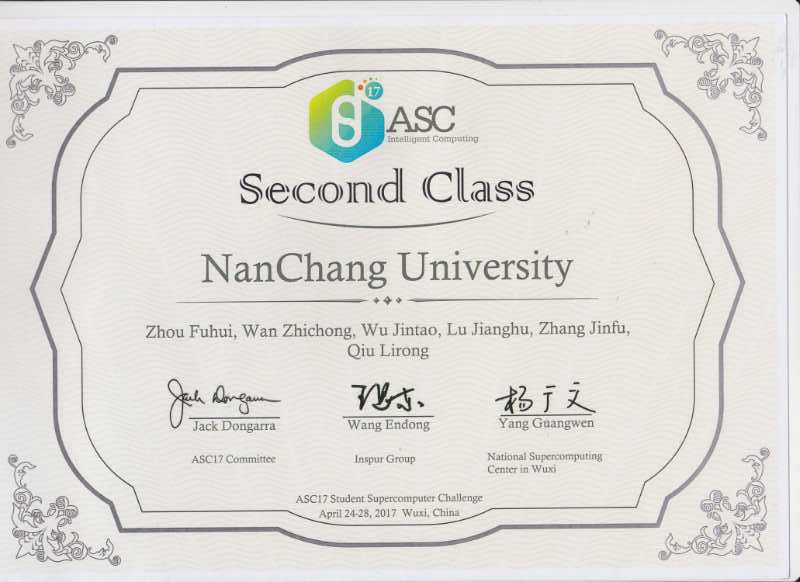 17
ASC
Intelligent Computing
Second Class
NanChang University
Zhou Fuhui, Wan Zhichong, Wu Jintao, Lu Jianghu, Zhang Jinfu,
Qiu Lirong
Jack Dongarra
Jack Dongarra
ASC17 Committee
Wang Endong
Inspur Group
杨广文
Yang Guangwen
National Supercomputing
Center in Wuxi
ASC17 Student Supercomputer Challenge
April 24-28, 2017 Wuxi, China